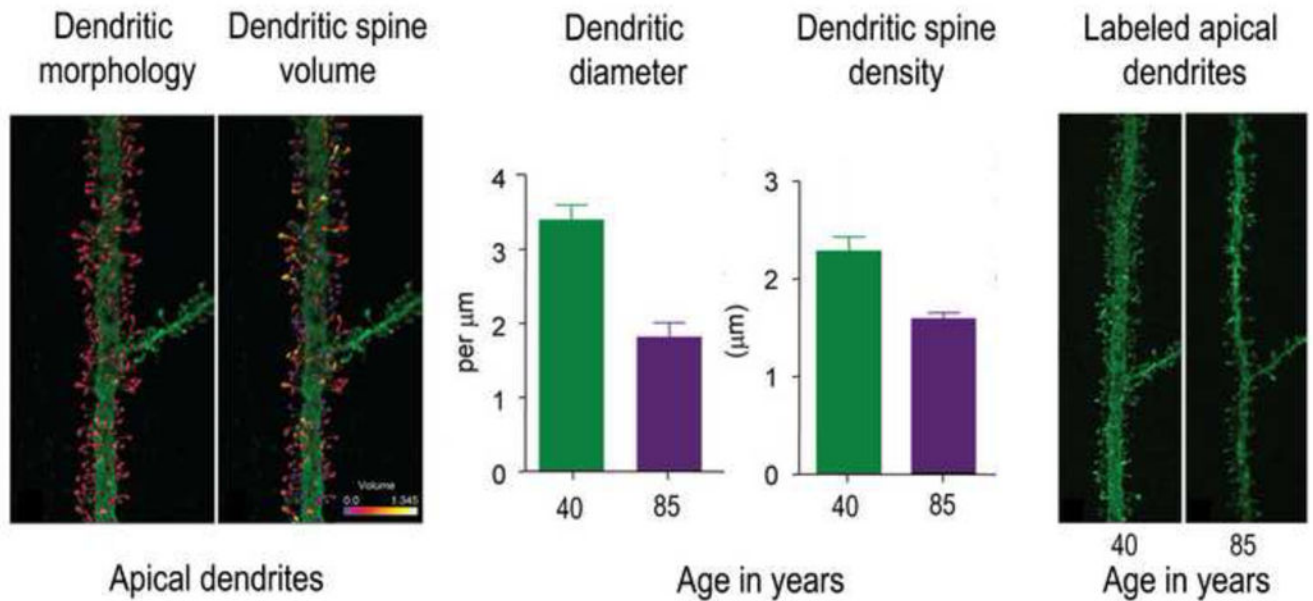 Dendritic
morphology
Dendritic spine
volume
Dendritic
diameter
Dendritic spine
density
Labeled apical
dendrites
Volume
0.0 1.345
per μm
4
3
2
1
0
40 85
(μm)
3
2
1
0
40 85
40 85
Apical dendrites
Age in years
Age in years